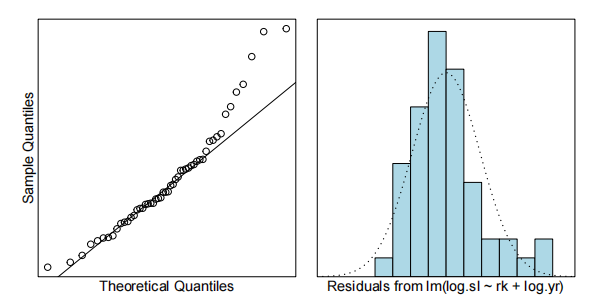 Sample Quantiles
Theoretical Quantiles
Residuals from lm(log.sl ~ rk + log.yr)